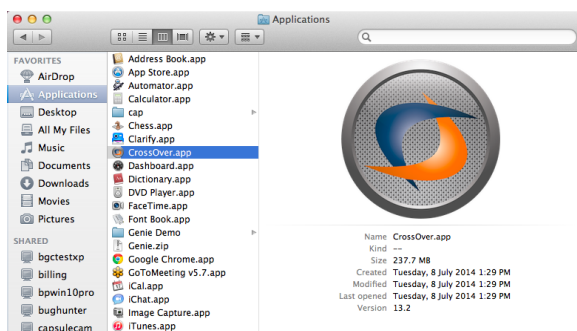 Applications
FAVORITES
AirDrop
Applications
Desktop
All My Files
Music
Documents
Downloads
Movies
Pictures
SHARED
bgctestxp
billing
bpwin10pro
bughunter
capsulecam
Address Book.app
App Store.app
Automator.app
Calculator.app
cap
Chess.app
Clarify.app
CrossOver.app
Dashboard.app
Dictionary.app
DVD Player.app
FaceTime.app
Font Book.app
Genie Demo
Genie.zip
Google Chrome.app
GoToMeeting v5.7.app
iCal.app
iChat.app
Image Capture.app
iTunes.app
Name CrossOver.app
Kind --
Size 237.7 MB
Created Tuesday, 8 July 2014 1:29 PM
Modified Tuesday, 8 July 2014 1:29 PM
Last opened Tuesday, 8 July 2014 1:29 PM
Version 13.2